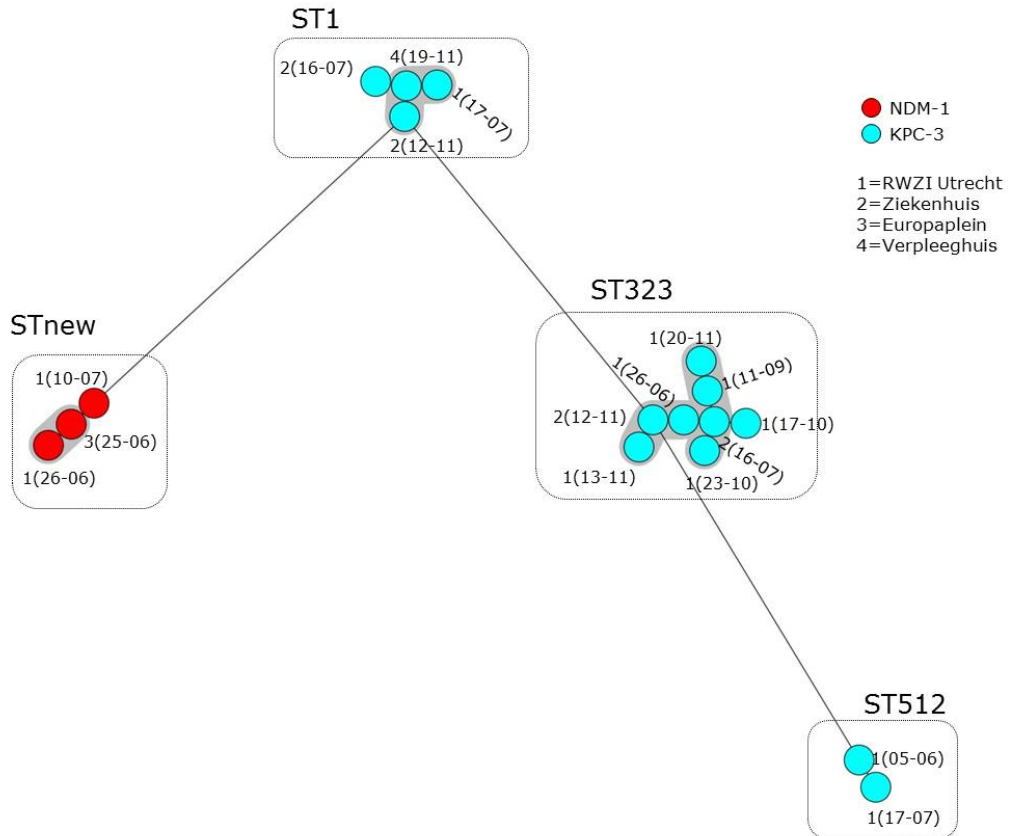 ST1
4(19-11)
2(16-07)
1(17-07)
2(12-11)
NDM-1
KPC-3
1=RWZI Utrecht
2=Ziekenhuis
3=Europaplein
4=Verpleeghuis
STnew
1(10-07)
3(25-06)
1(26-06)
ST323
1(20-11)
1(26-06)
1(11-09)
2(12-11)
1(17-10)
2(16-07)
1(13-11)
1(23-10)
ST512
1(05-06)
1(17-07)